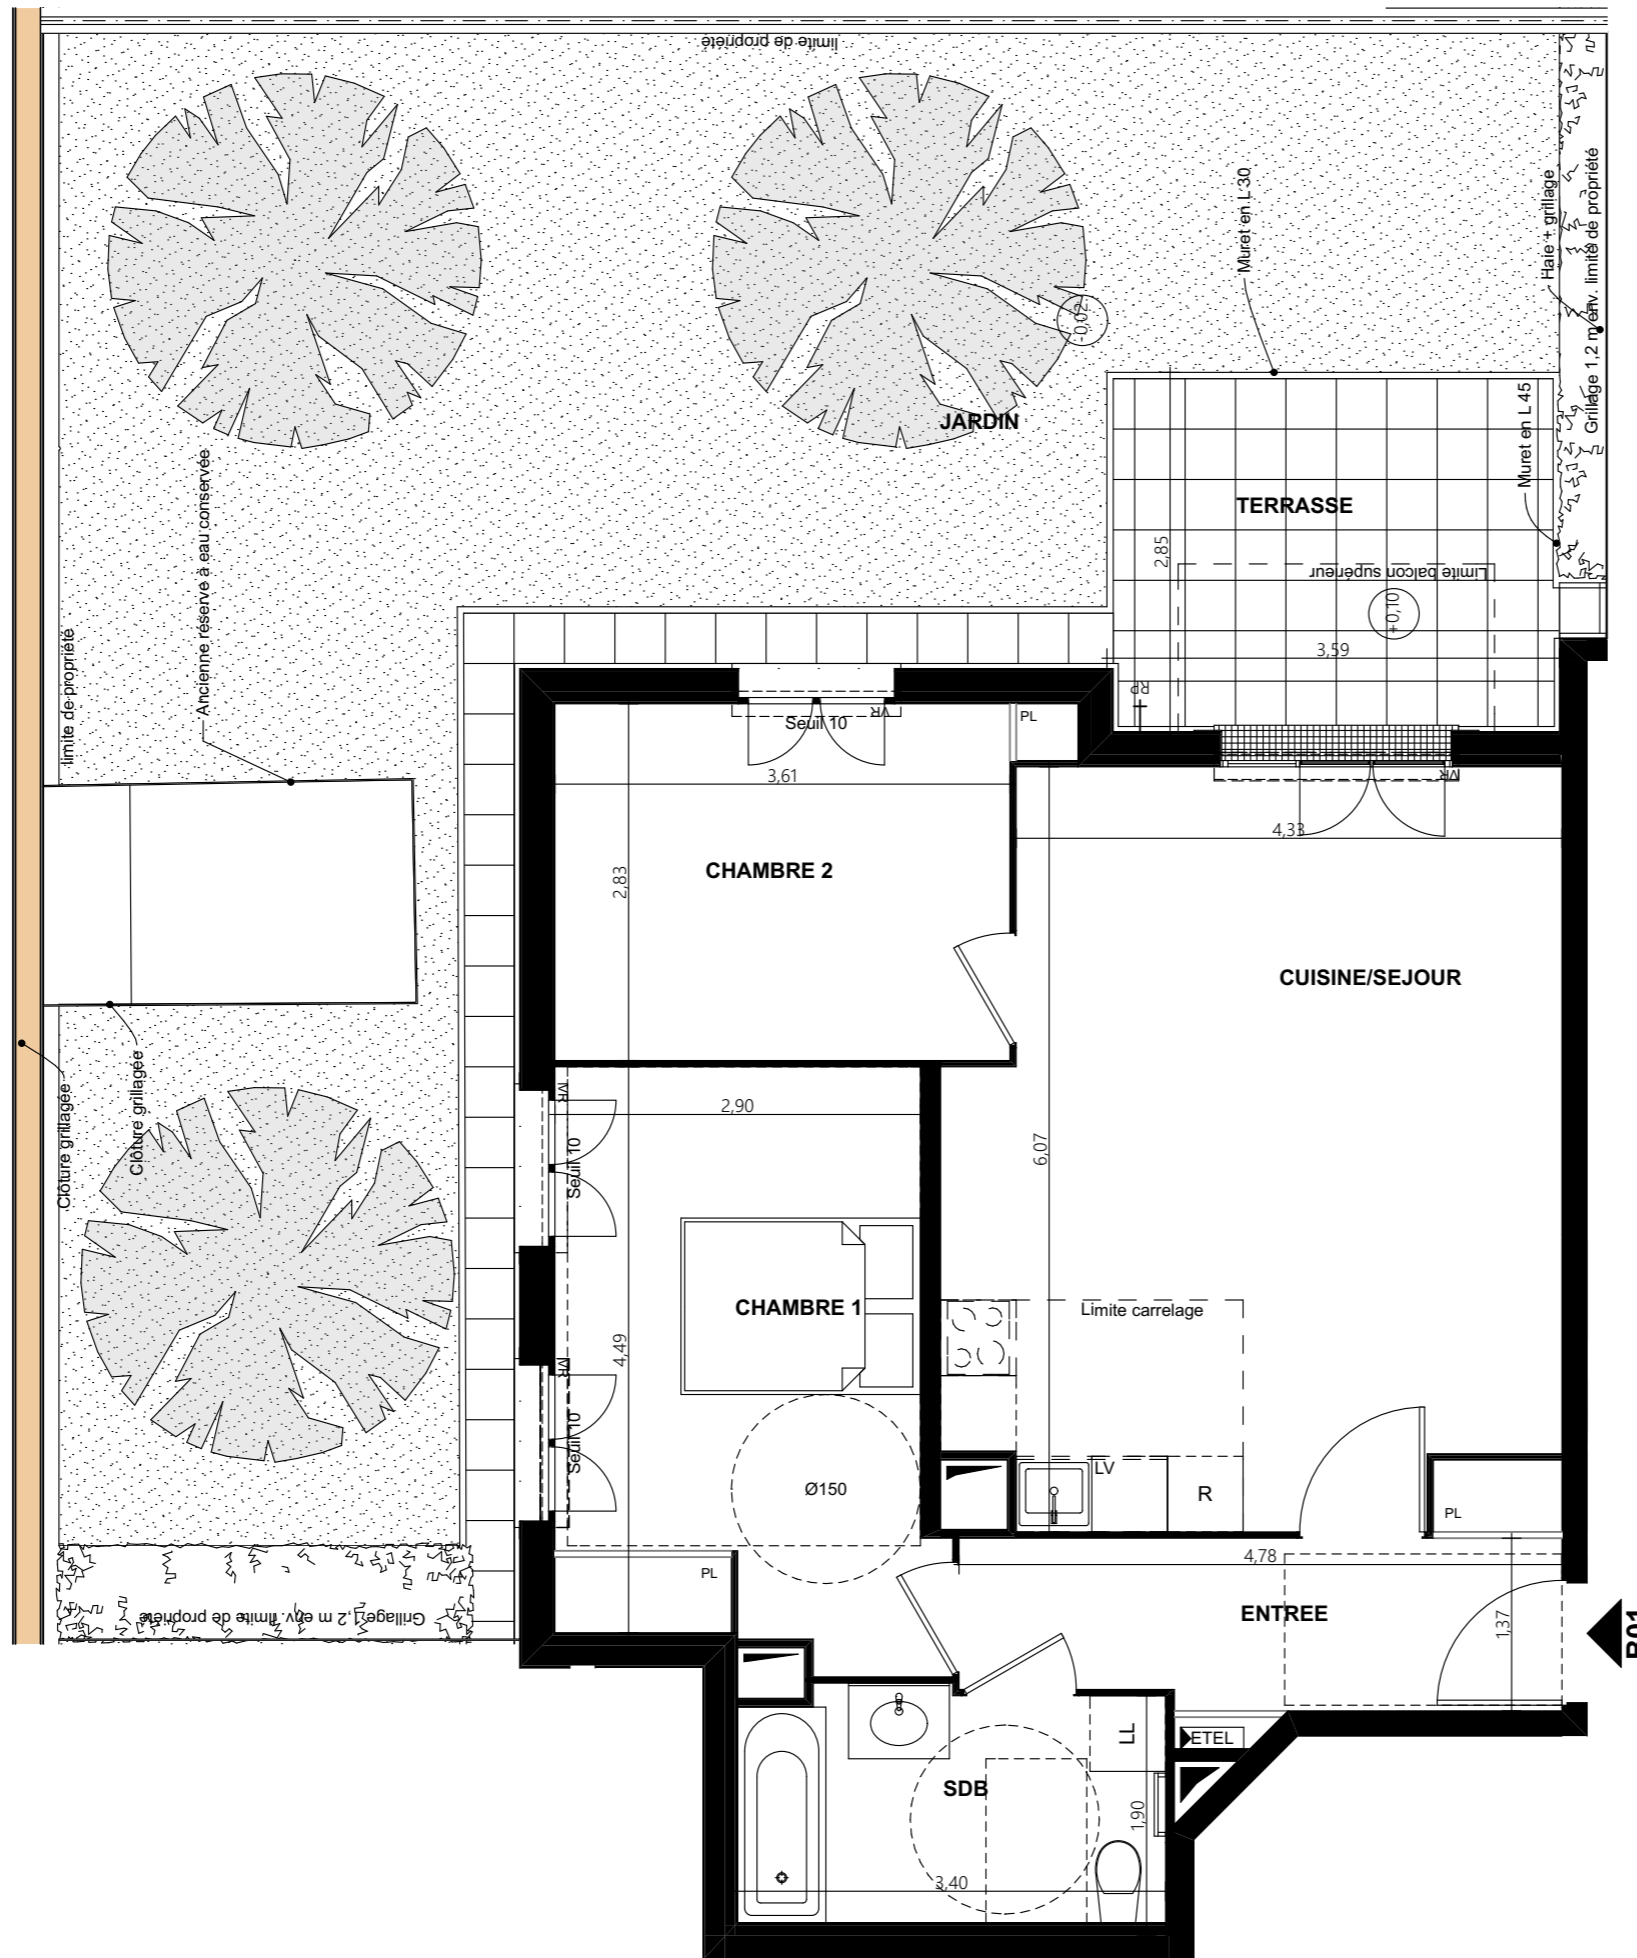 limite de propriété
Muret en L 30
Haie + grillage
Grillage 1,2 m env. limite de propriété
-0,02
JARDIN
Muret en L 45
Ancienne réserve à eau conservée
TERRASSE
2,85
Limite balcon supérieur
+0,10
3,59
limite de propriété
RP
Seuil 10
VR
PL
3,61
VR
4,33
CHAMBRE 2
2,83
CUISINE/SEJOUR
Clôture grillagée
Clôture grillagée
VR
2,90
Seuil 10
6,07
CHAMBRE 1
Limite carrelage
4,49
VR
Seuil 10
Ø150
LV
R
PL
4,78
PL
Grillage 1,2 m env. limite de propriété
ENTREE
1,37
B01
LL
ETEL
SDB
1,90
3,40